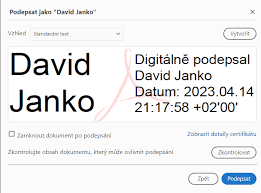 Podepsat jako "David Janko"
Vzhled Standardní text Vytvořit
David
Janko
Digitálně podepsal
David Janko
Datum: 2023.04.14
21:17:58 +02'00'
Zamknout dokument po podepsání Zobrazit detaily certifikátu
Zkontrolujte obsah dokumentu, který může ovlivnit podepsání Zkontrolovat
Zpět Podepsat